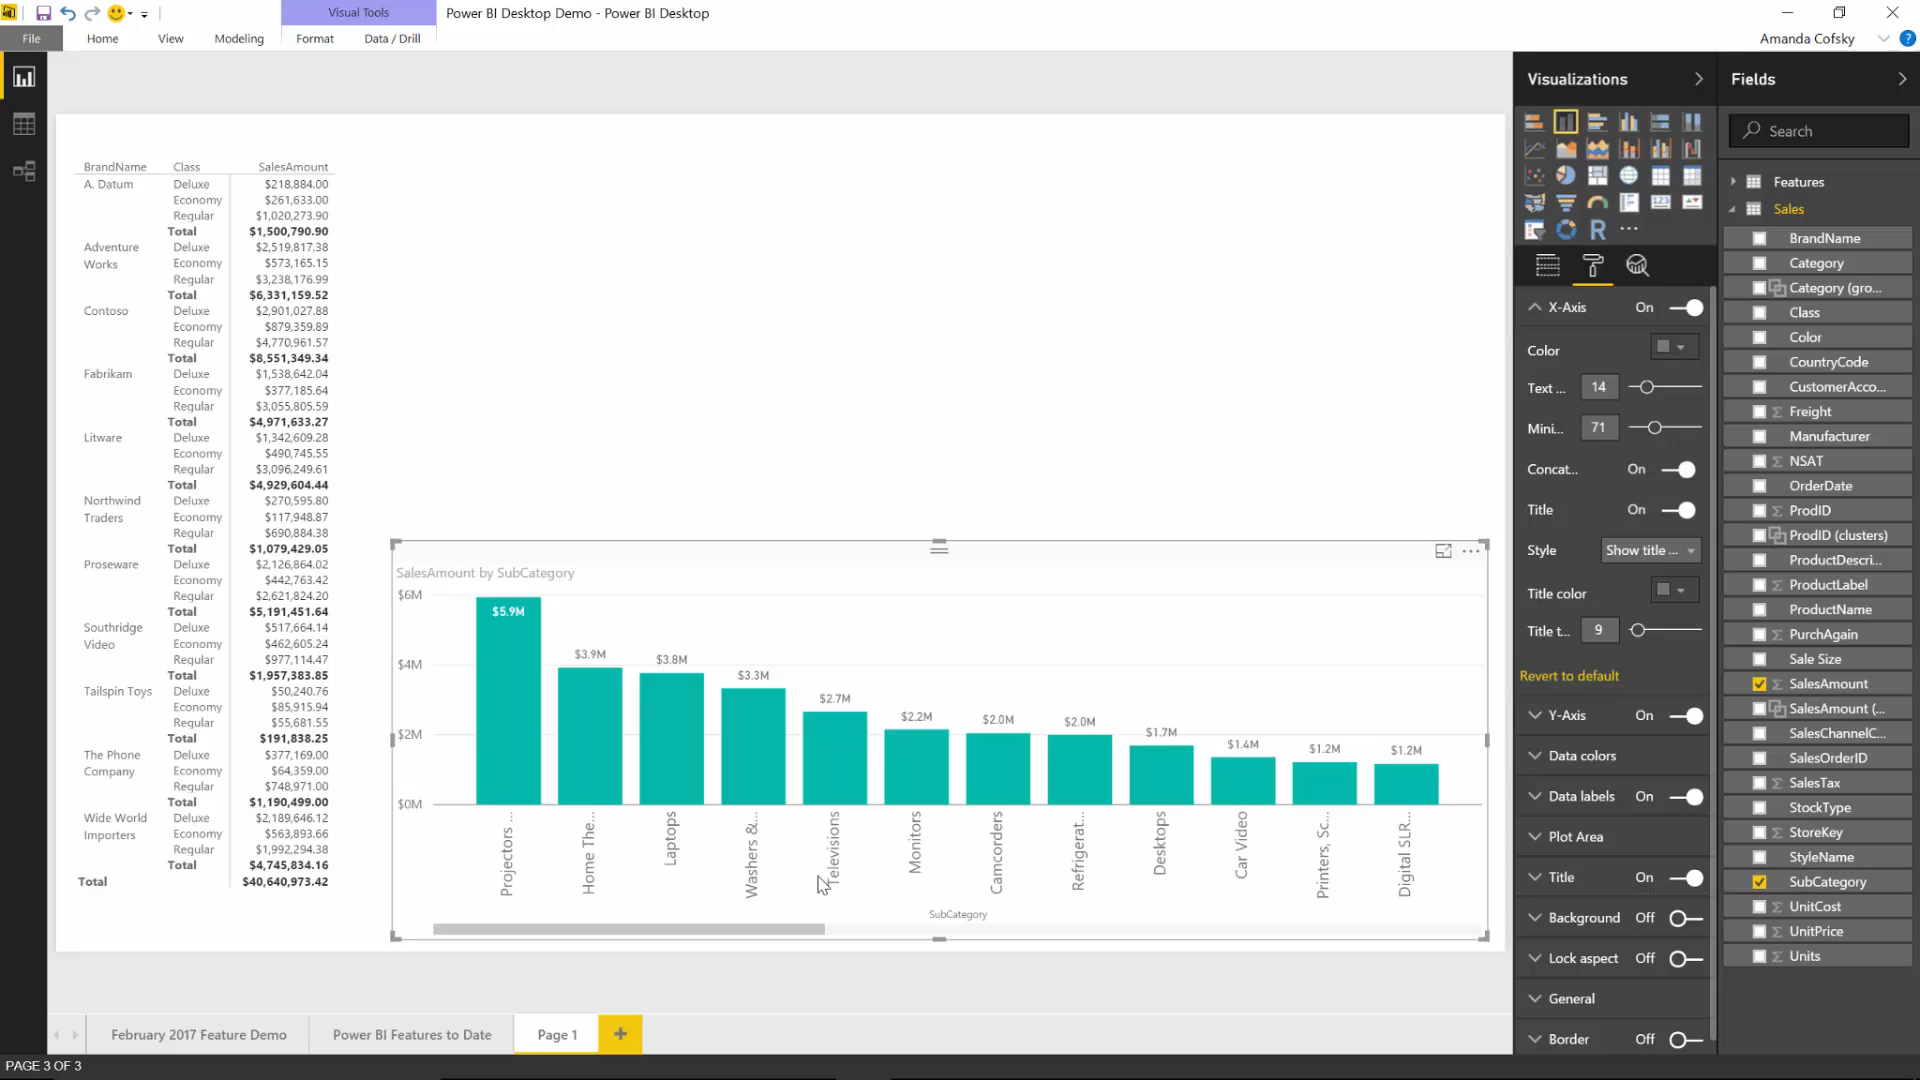 Visual Tools
Power BI Desktop Demo - Power BI Desktop
File Home View Modeling Format Data / Drill
Amanda Cofsky
BrandName Class SalesAmount
A. Datum Deluxe $218,884.00
Economy $261,633.00
Regular $1,020,273.90
Total $1,500,790.90
Adventure Deluxe $2,519,817.38
Works Economy $573,165.15
Regular $3,238,176.99
Total $6,331,159.52
Contoso Deluxe $2,901,027.88
Economy $879,359.89
Regular $4,770,961.57
Total $8,551,349.34
Fabrikam Deluxe $1,538,642.04
Economy $377,185.64
Regular $3,055,805.59
Total $4,971,633.27
Litware Deluxe $1,342,609.28
Economy $490,745.55
Regular $3,096,249.61
Total $4,929,604.44
Northwind Deluxe $270,595.80
Traders Economy $117,948.87
Regular $690,884.38
Total $1,079,429.05
Proseware Deluxe $2,126,864.02
Economy $442,763.42
Regular $2,621,824.20
Total $5,191,451.64
Southridge Deluxe $517,664.14
Video Economy $462,605.24
Regular $977,114.47
Total $1,957,383.85
Tailspin Toys Deluxe $50,240.76
Economy $85,915.94
Regular $55,681.55
Total $191,838.25
The Phone Deluxe $377,169.00
Company Economy $64,359.00
Regular $748,971.00
Total $1,190,499.00
Wide World Deluxe $2,189,646.12
Importers Economy $563,893.66
Regular $1,992,294.38
Total $4,745,834.16
Total $40,640,973.42
SalesAmount by SubCategory
$6M
$4M
$2M
$0M
$5.9M
$3.9M
$3.8M
$3.3M
$2.7M
$2.2M
$2.0M
$2.0M
$1.7M
$1.4M
$1.2M
$1.2M
Projectors ...
Home The...
Laptops
Washers &...
Televisions
Monitors
Camcorders
Refrigerat...
Desktops
Car Video
Printers, Sc...
Digital SLR...
SubCategory
Visualizations
R
X-Axis On
Color
Text ... 14
Mini... 71
Concat... On
Title On
Style Show title ...
Title color
Title t... 9
Revert to default
Y-Axis On
Data colors
Data labels On
Plot Area
Title On
Background Off
Lock aspect Off
General
Border Off
Fields
Search
Features
Sales
BrandName
Category
Category (gro...
Class
Color
CountryCode
CustomerAcco...
Freight
Manufacturer
NSAT
OrderDate
ProdID
ProdID (clusters)
ProductDescri...
ProductLabel
ProductName
PurchAgain
Sale Size
SalesAmount
SalesAmount (...
SalesChannelC...
SalesOrderID
SalesTax
StockType
StoreKey
StyleName
SubCategory
UnitCost
UnitPrice
Units
February 2017 Feature Demo Power BI Features to Date Page 1
PAGE 3 OF 3